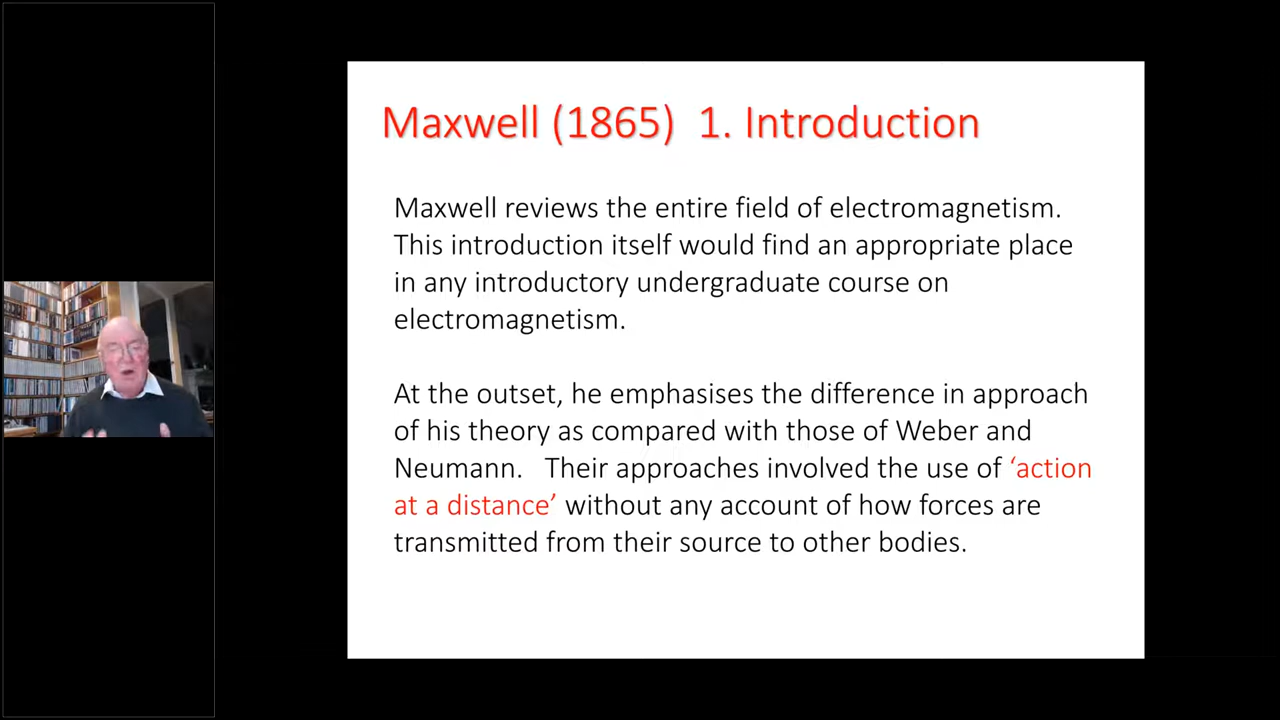 Maxwell (1865) 1. Introduction
Maxwell reviews the entire field of electromagnetism.
This introduction itself would find an appropriate place
in any introductory undergraduate course on
electromagnetism.
At the outset, he emphasises the difference in approach
of his theory as compared with those of Weber and
Neumann. Their approaches involved the use of ‘action
at a distance’ without any account of how forces are
transmitted from their source to other bodies.